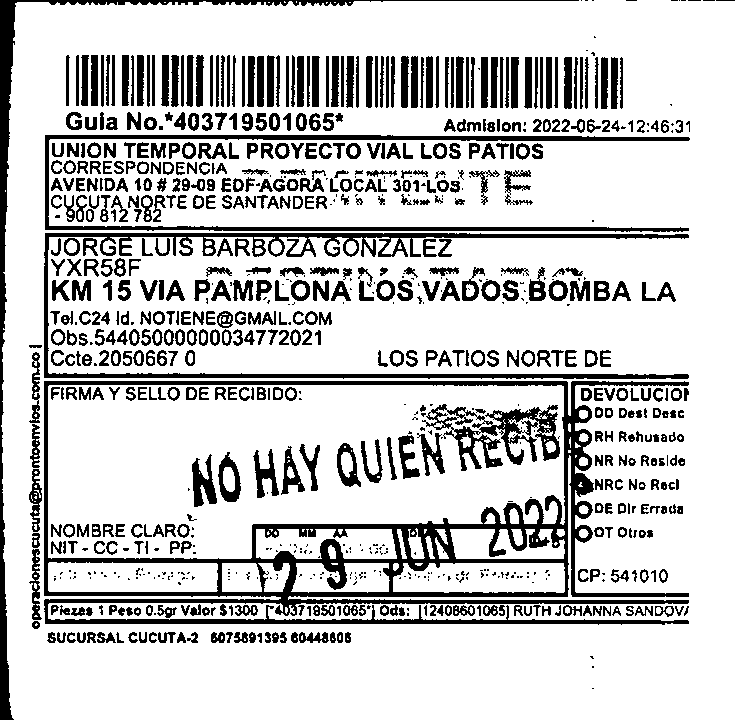 Guia No.*403719501065*
Admision: 2022-06-24-12:46:31
UNION TEMPORAL PROYECTO VIAL LOS PATIOS
CORRESPONDENCIA
AVENIDA 10 # 29-09 EDF-AGORA LOCAL 301-LOS
CUCUTA NORTE DE SANTANDER
- 900 812 782
JORGE LUIS BARBOZA GONZALEZ
YXR58F
DESTINATARIO
KM 15 VIA PAMPLONA LOS VADOS BOMBA LA
Tel.C24 Id. NOTIENE@GMAIL.COM
Obs.54405000000034772021
Ccte.2050667 0 LOS PATIOS NORTE DE
FIRMA Y SELLO DE RECIBIDO:
NO HAY QUIEN RECIB
29 JUN 2022
NOMBRE CLARO:
NIT - CC - TI - PP:
DD MM AA
DEVOLUCION
DD Dest Desc
RH Rehusado
NR No Reside
NRC No Reci
DE Dir Errada
OT Otros
CP: 541010
Piezas 1 Peso 0.5gr Valor $1300 [*403719501065*] Ods: [12408601065] RUTH JOHANNA SANDOVA
SUCURSAL CUCUTA-2 6075891395 60448606
operacionescucuta@prontoenvios.com.co |